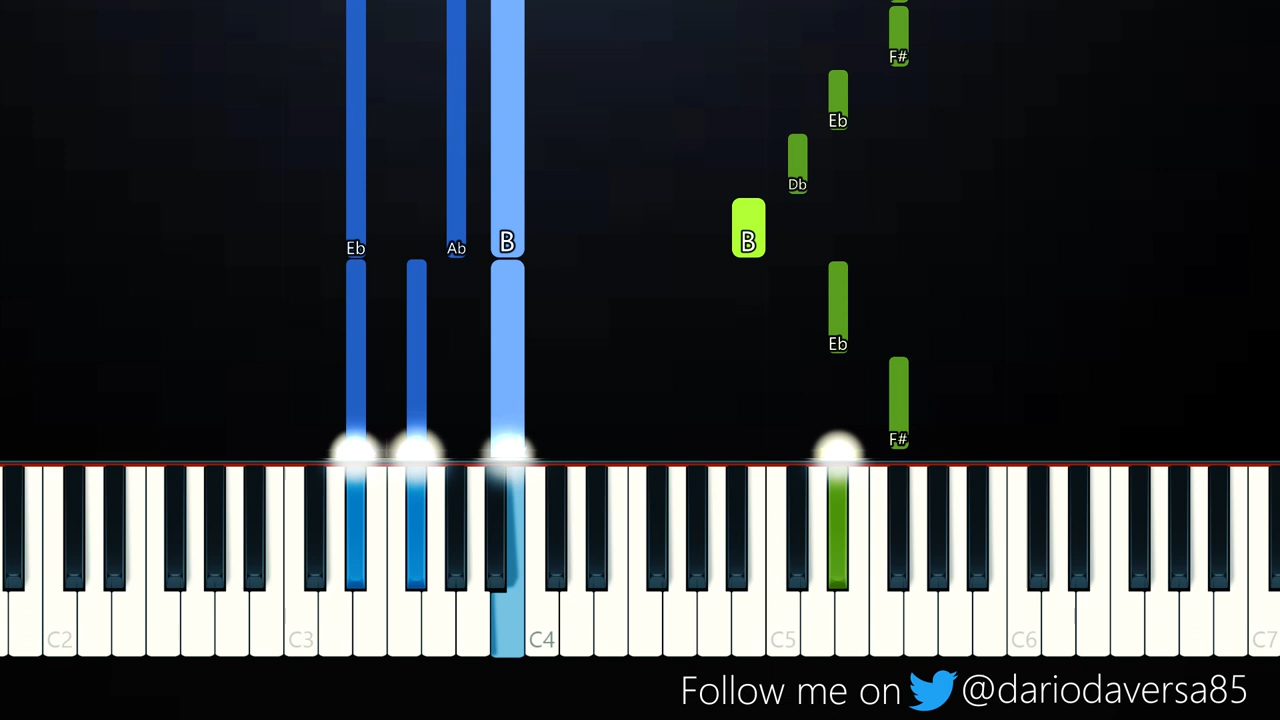 F#
Eb
Db
Eb Ab B B
Eb
F#
C2 C3 C4 C5 C6 C7
Follow me on @dariodaversa85